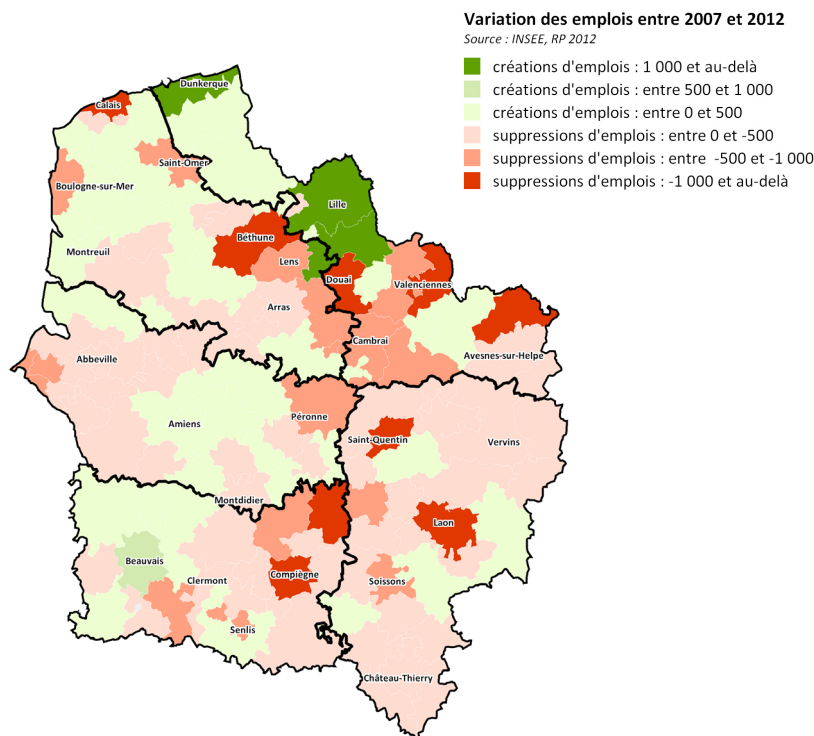 Variation des emplois entre 2007 et 2012
Source : INSEE, RP 2012
créations d'emplois : 1 000 et au-delà
créations d'emplois : entre 500 et 1 000
créations d'emplois : entre 0 et 500
suppressions d'emplois : entre 0 et -500
suppressions d'emplois : entre  -500 et -1 000
suppressions d'emplois : -1 000 et au-delà
Dunkerque
Calais
Saint-Omer
Boulogne-sur-Mer
Lille
Béthune
Montreuil
Lens
Douai
Valenciennes
Arras
Cambrai
Avesnes-sur-Helpe
Abbeville
Péronne
Amiens
Saint-Quentin
Vervins
Montdidier
Laon
Beauvais
Compiègne
Clermont
Soissons
Senlis
Château-Thierry